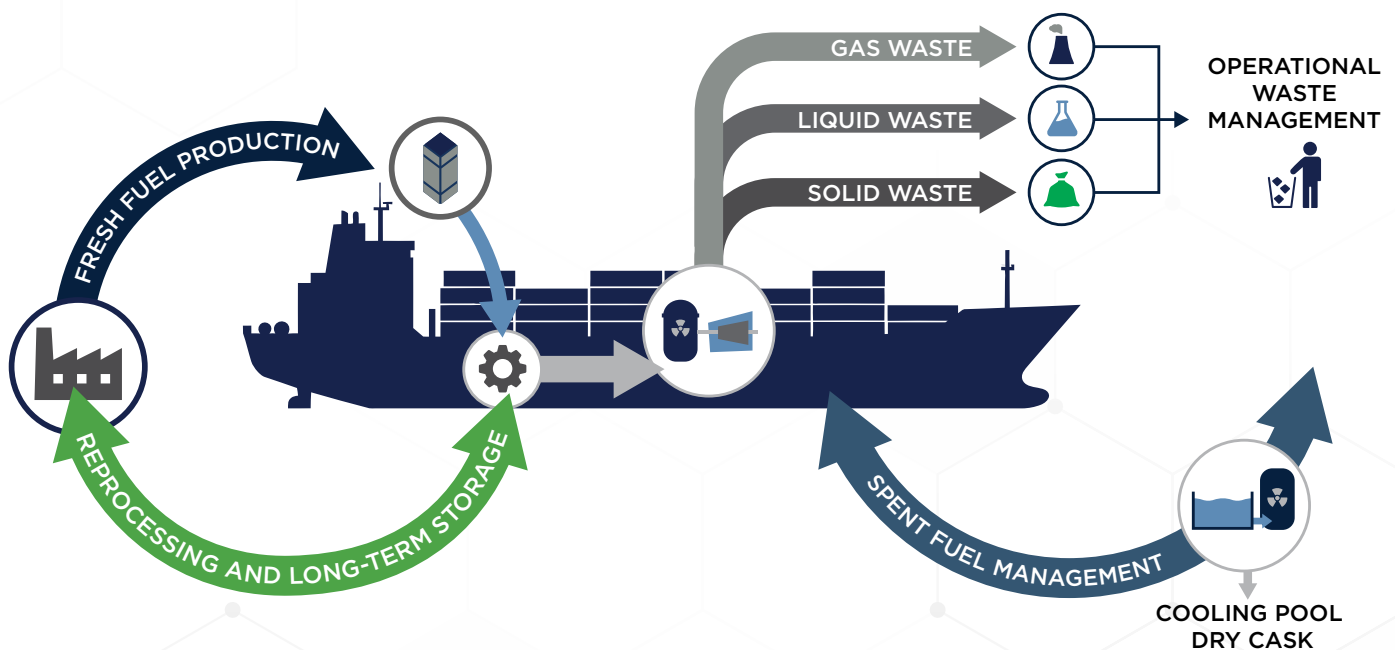 GAS WASTE
LIQUID WASTE
SOLID WASTE
OPERATIONAL
WASTE
MANAGEMENT
FRESH FUEL PRODUCTION
REPROCESSING AND LONG-TERM STORAGE
SPENT FUEL MANAGEMENT
COOLING POOL
DRY CASK